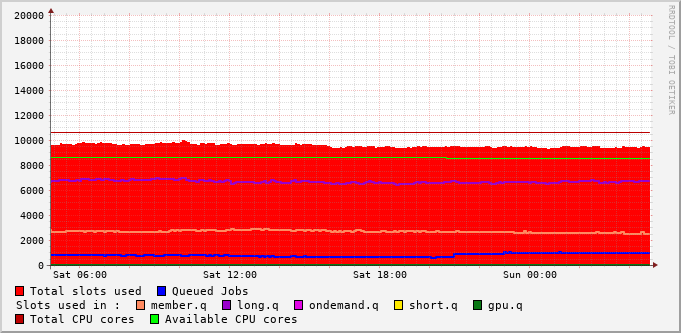 20000
18000
16000
14000
12000
10000
8000
6000
4000
2000
0
Sat 06:00 Sat 12:00 Sat 18:00 Sun 00:00
Total slots used Queued Jobs
Slots used in : member.q long.q ondemand.q short.q gpu.q
Total CPU cores Available CPU cores
RRDTOOL / TOBI OETIKER